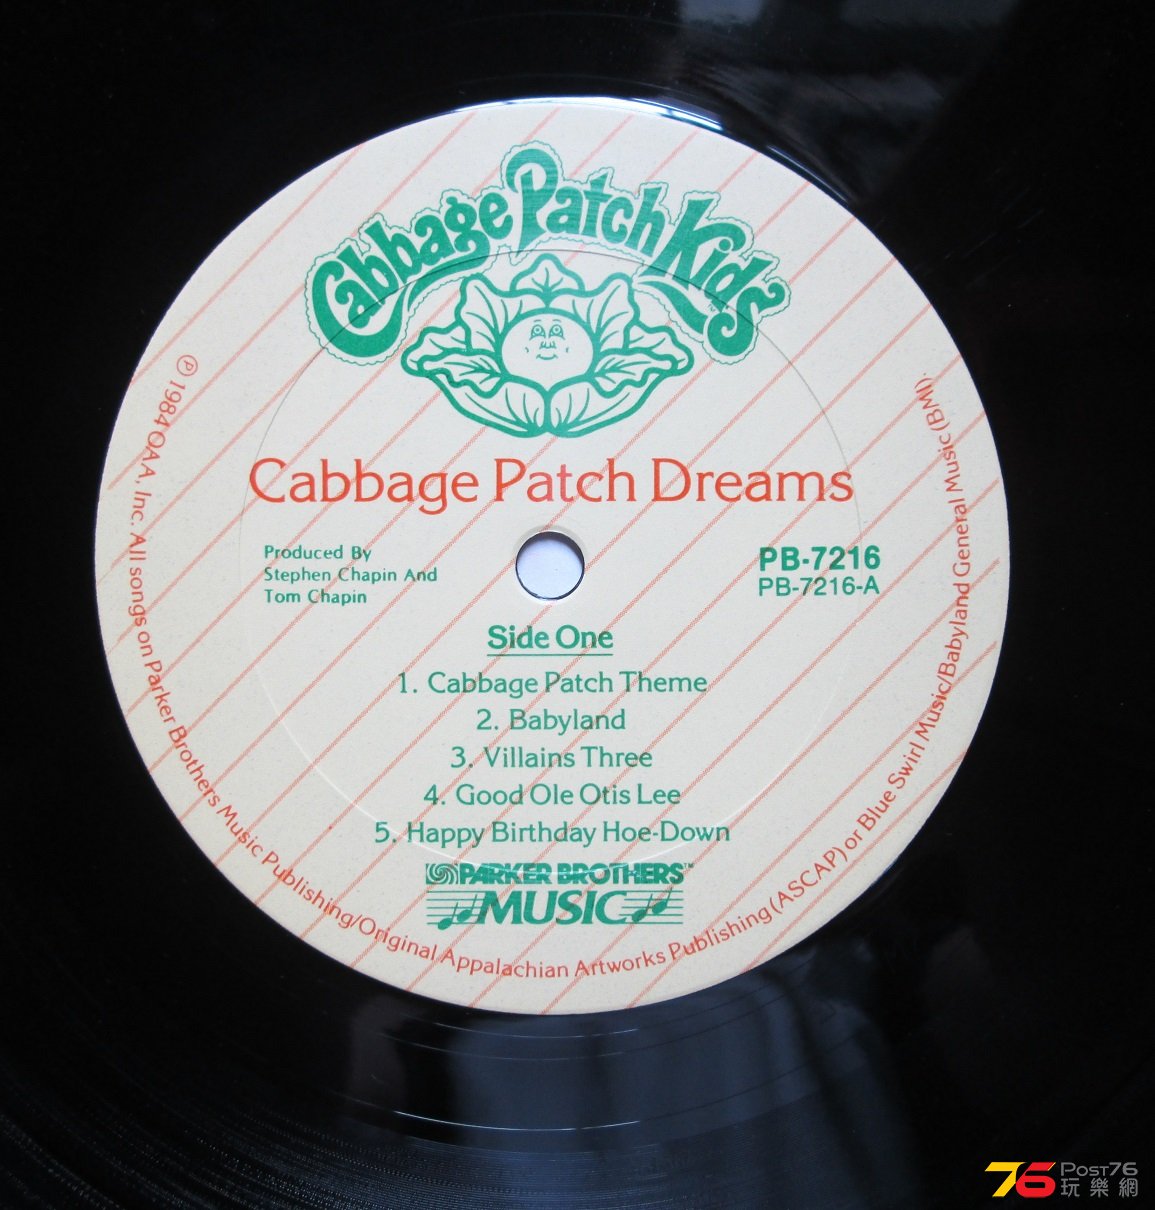 Cabbage Patch Kids
Cabbage Patch Dreams
Produced By
Stephen Chapin And
Tom Chapin
PB-7216
PB-7216-A
Side One
1. Cabbage Patch Theme
2. Babyland
3. Villains Three
4. Good Ole Otis Lee
5. Happy Birthday Hoe-Down
PARKER BROTHERS™
MUSIC
℗ 1984 OAA, Inc. All songs on Parker Brothers Music Publishing/Original Appalachian Artworks Publishing (ASCAP) or Blue Swirl Music/Babyland General Music (BMI).
76 Post76
玩樂網